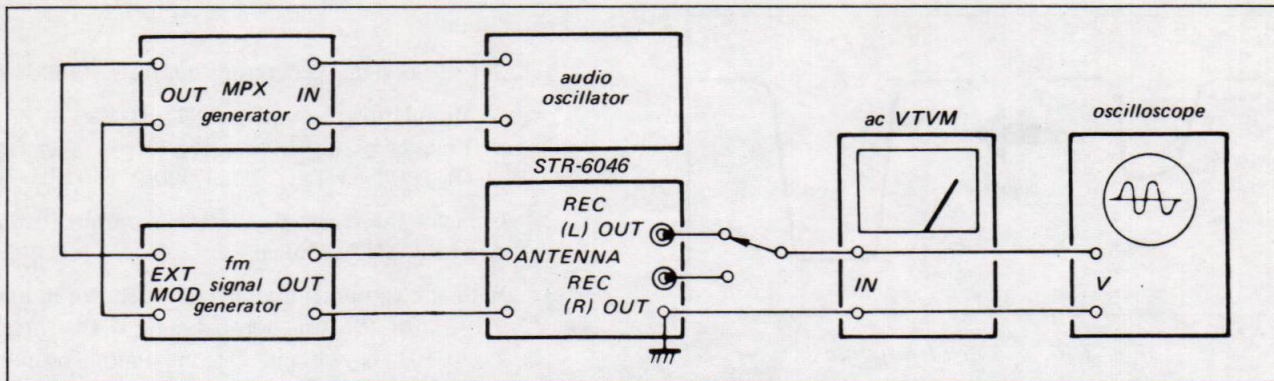 OUT MPX IN
generator
audio
oscillator
STR-6046
ac VTVM
oscilloscope
EXT
MOD
fm
signal
generator
OUT
ANTENNA
REC
(L) OUT
REC
(R) OUT
IN
V